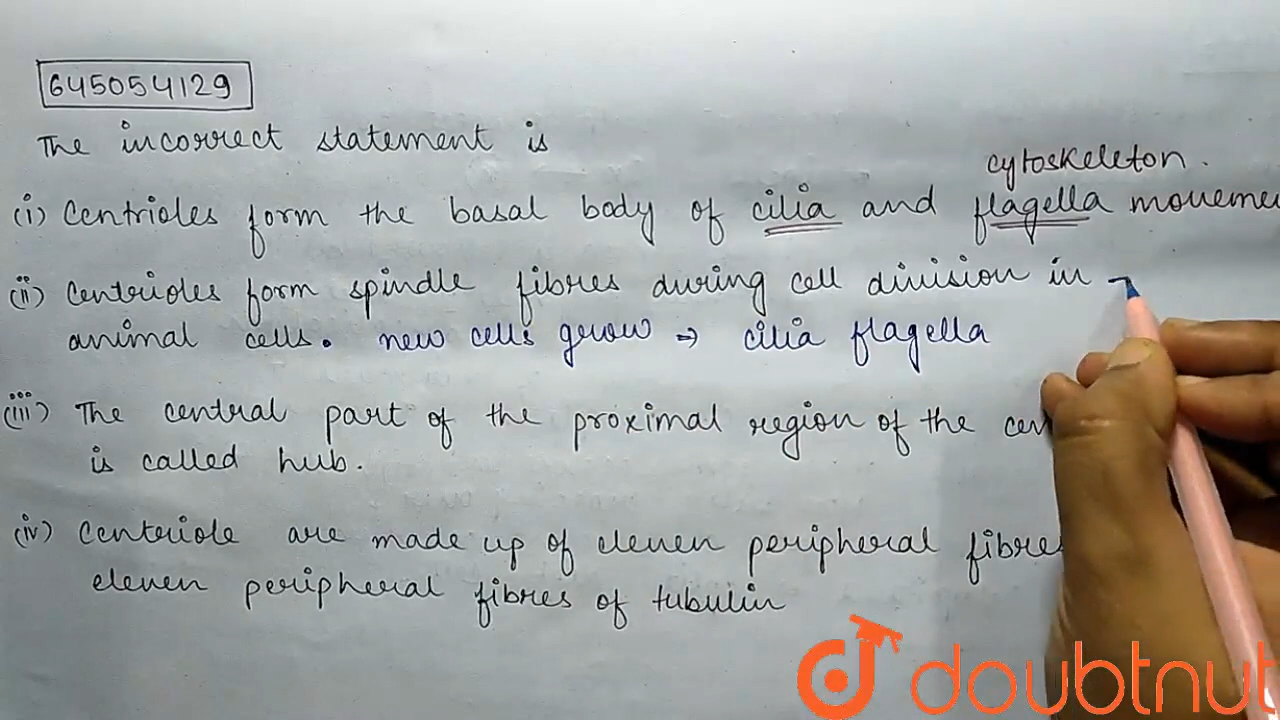 645054129
The incorrect statement is
cytoskeleton.
(i) Centrioles form the basal body of cilia and flagella
(ii) Centrioles form spindle fibres during cell division in
animal cells. new cells grow → cilia flagella
(iii) The central part of the proximal region of the
is called hub.
(iv) Centriole are made up of eleven peripheral
eleven peripheral fibres of tubulin
doubtnut